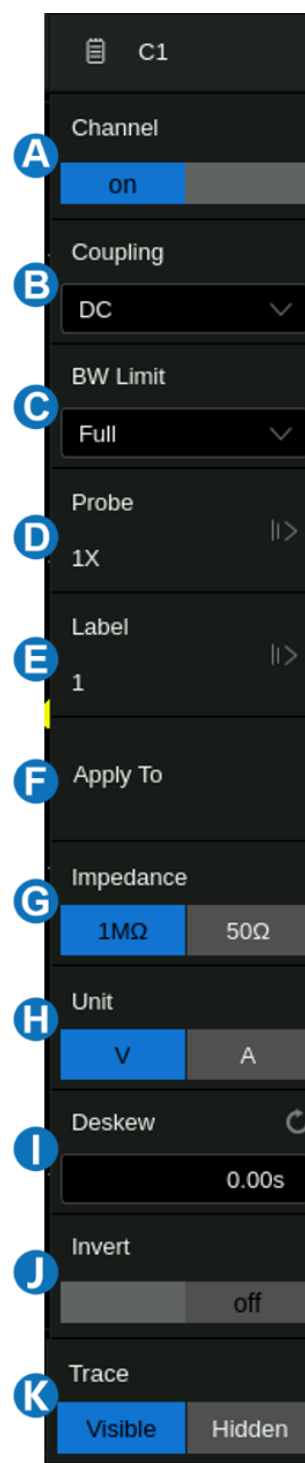 C1
A
Channel
on
B
Coupling
DC
C
BW Limit
Full
D
Probe
1X
E
Label
1
F
Apply To
G
Impedance
1MΩ 50Ω
H
Unit
V A
I
Deskew
0.00s
J
Invert
off
K
Trace
Visible Hidden